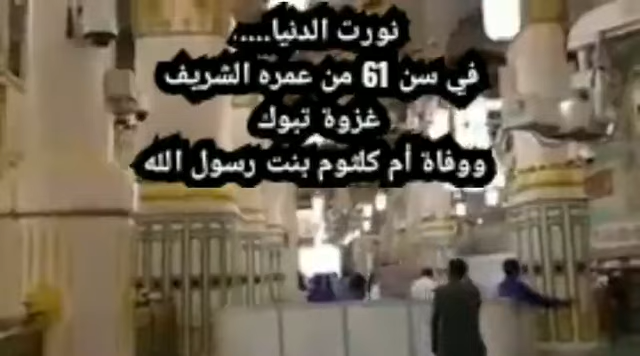 نورت الدنيا.....
في سن 61 من عمره الشريف
غزوة تبوك
ووفاة أم كلثوم بنت رسول الله